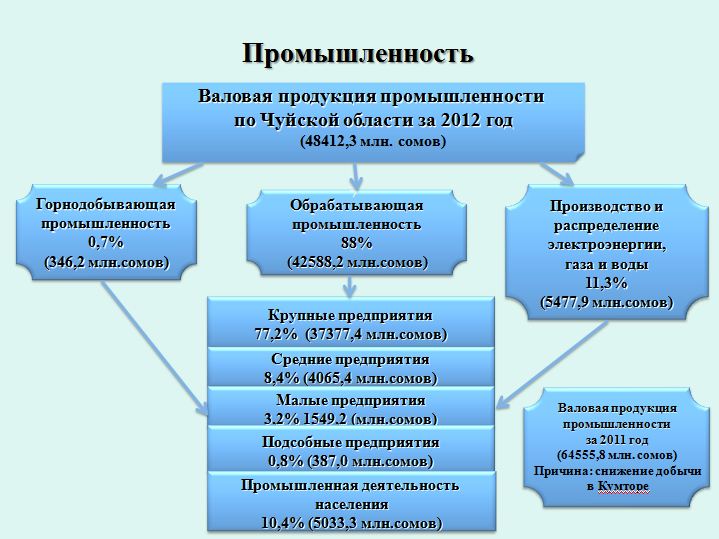 Промышленность
Валовая продукция промышленности
по Чуйской области за 2012 год
(48412,3 млн. сомов)
Горнодобывающая
промышленность
0,7%
(346,2 млн.сомов)
Обрабатывающая
промышленность
88%
(42588,2 млн.сомов)
Производство и
распределение
электроэнергии,
газа и воды
11,3%
(5477,9 млн.сомов)
Крупные предприятия
77,2% (37377,4 млн.сомов)
Средние предприятия
8,4% (4065,4 млн.сомов)
Малые предприятия
3,2% 1549,2 (млн.сомов)
Подсобные предприятия
0,8% (387,0 млн.сомов)
Промышленная деятельность
населения
10,4% (5033,3 млн.сомов)
Валовая продукция
промышленности
за 2011 год
(64555,8 млн. сомов)
Причина: снижение добычи
в Кумторе